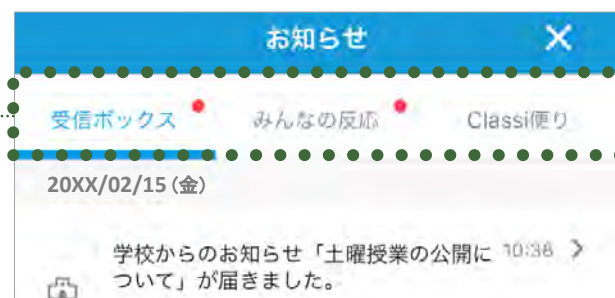 お知らせ
受信ボックス みんなの反応 Classi便り
20XX/02/15 (金)
学校からのお知らせ「土曜授業の公開に 10:38
ついて」が届きました。